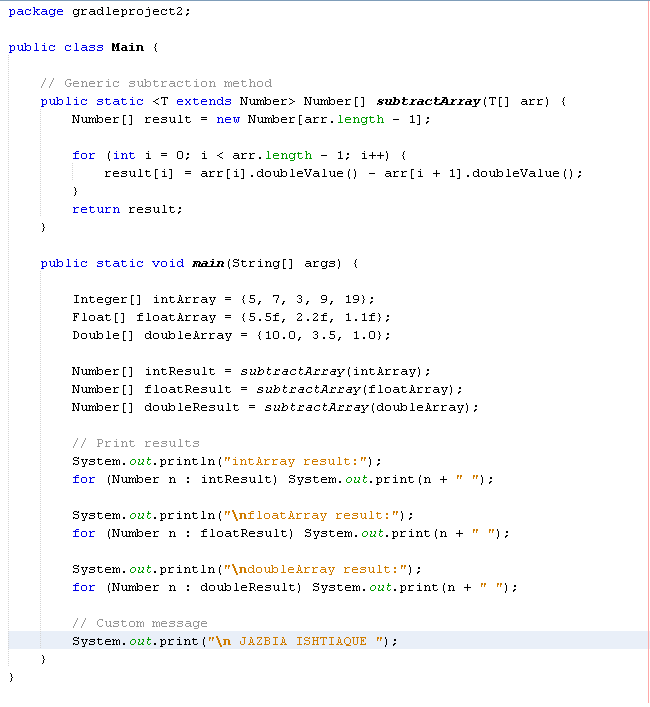 package gradleproject2;
public class Main {
// Generic subtraction method
public static <T extends Number> Number[] subtractArray(T[] arr) {
Number[] result = new Number[arr.length - 1];
for (int i = 0; i < arr.length - 1; i++) {
result[i] = arr[i].doubleValue() - arr[i + 1].doubleValue();
}
return result;
}
public static void main(String[] args) {
Integer[] intArray = {5, 7, 3, 9, 19};
Float[] floatArray = {5.5f, 2.2f, 1.1f};
Double[] doubleArray = {10.0, 3.5, 1.0};
Number[] intResult = subtractArray(intArray);
Number[] floatResult = subtractArray(floatArray);
Number[] doubleResult = subtractArray(doubleArray);
// Print results
System.out.println("intArray result:");
for (Number n : intResult) System.out.print(n + " ");
System.out.println("\nfloatArray result:");
for (Number n : floatResult) System.out.print(n + " ");
System.out.println("\ndoubleArray result:");
for (Number n : doubleResult) System.out.print(n + " ");
// Custom message
System.out.print("\n JAZBIA ISHTIAQUE ");
}
}